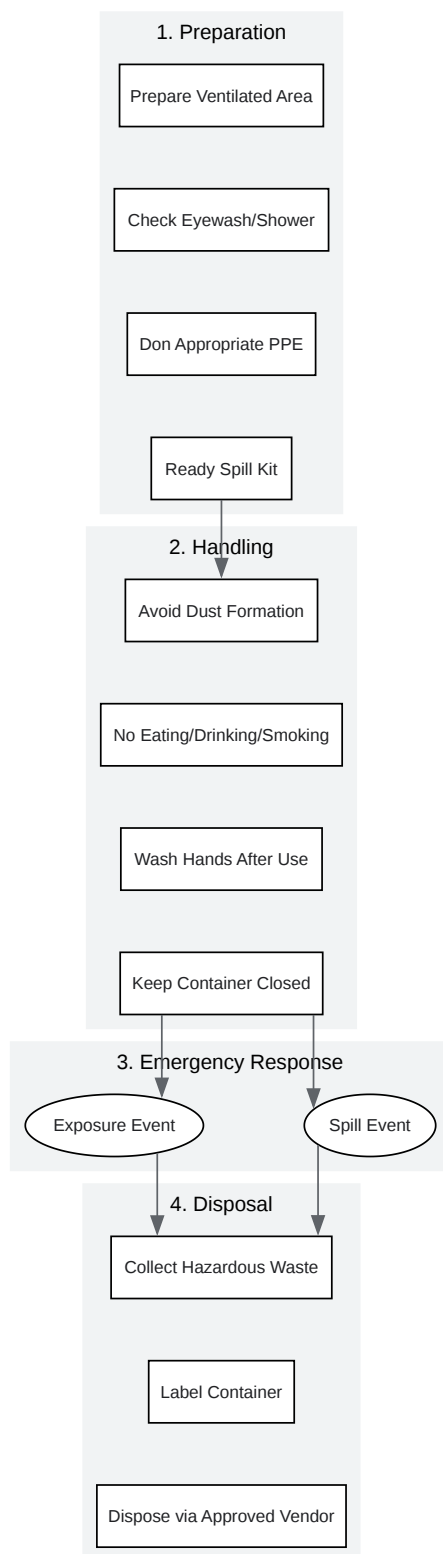 1. Preparation
Prepare Ventilated Area
Check Eyewash/Shower
Don Appropriate PPE
Ready Spill Kit
2. Handling
Avoid Dust Formation
No Eating/Drinking/Smoking
Wash Hands After Use
Keep Container Closed
3. Emergency Response
Exposure Event
Spill Event
4. Disposal
Collect Hazardous Waste
Label Container
Dispose via Approved Vendor